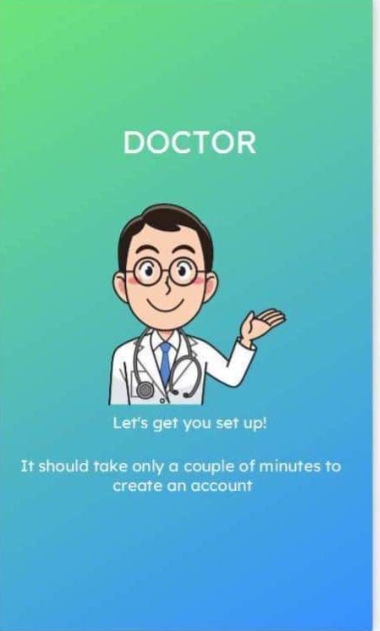 DOCTOR
Let's get you set up!
It should take only a couple of minutes to
create an account